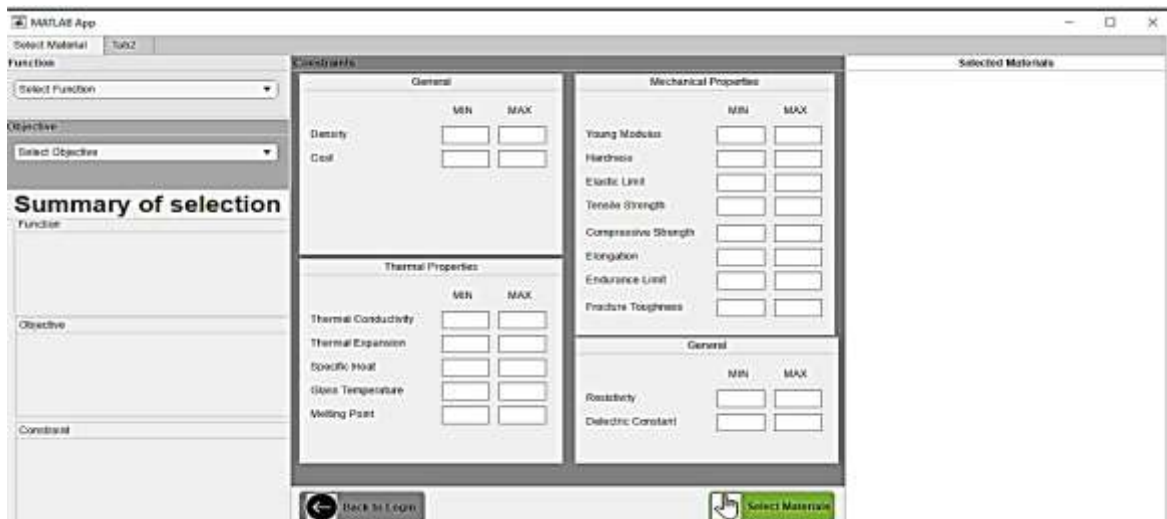 MATLAB App
Select Material Tab2
Function
Select Function
Objective
Select Objective
Summary of selection
Function
Objective
Constraint
Constraints
General
MIN MAX
Density
Cost
Thermal Properties
MIN MAX
Thermal Conductivity
Thermal Expansion
Specific Heat
Glass Temperature
Melting Point
Mechanical Properties
MIN MAX
Young Modulus
Hardness
Elastic Limit
Tensile Strength
Compressive Strength
Elongation
Endurance Limit
Fracture Toughness
General
MIN MAX
Resistivity
Dielectric Constant
Back to Login
Select Materials
Selected Materials